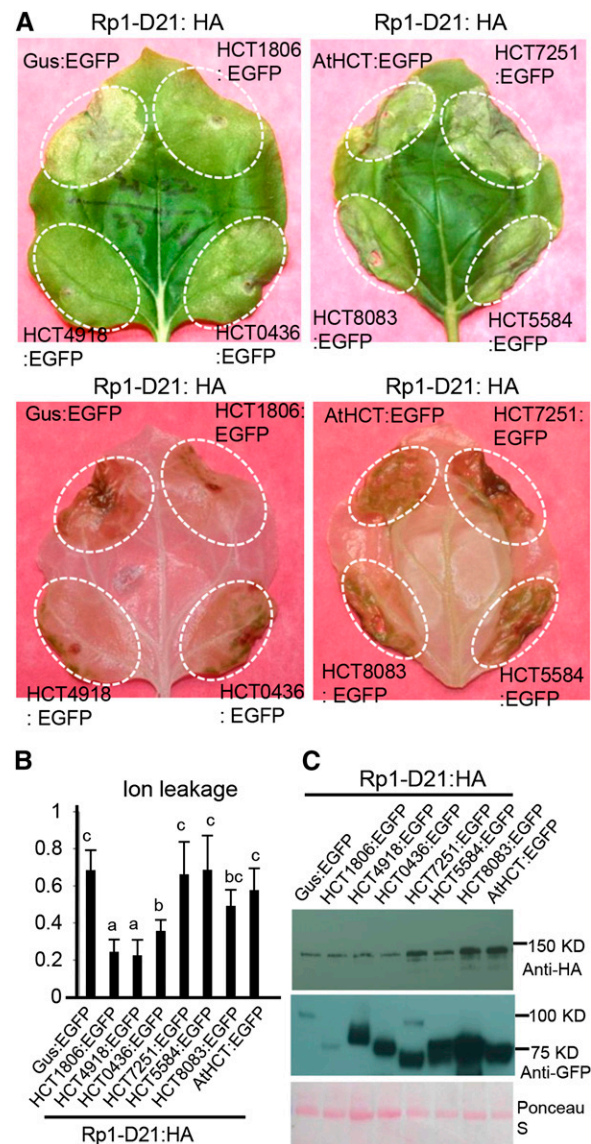 A
Rp1-D21: HA
Rp1-D21: HA
Gus:EGFP
HCT1806
: EGFP
AtHCT:EGFP
HCT7251
:EGFP
HCT4918
:EGFP
HCT0436
:EGFP
HCT8083
:EGFP
HCT5584
:EGFP
Rp1-D21: HA
Rp1-D21: HA
Gus:EGFP
HCT1806:
EGFP
AtHCT:EGFP
HCT7251:
EGFP
HCT4918
: EGFP
HCT0436
: EGFP
HCT8083
: EGFP
HCT5584
:EGFP
B
Ion leakage
1
0.8
0.6
0.4
0.2
0
c
a
a
b
c
c
bc
c
Gus:EGFP
HCT1806:EGFP
HCT4918:EGFP
HCT0436:EGFP
HCT7251:EGFP
HCT5584:EGFP
HCT8083:EGFP
AtHCT:EGFP
Rp1-D21:HA
C
Rp1-D21:HA
Gus:EGFP
HCT1806:EGFP
HCT4918:EGFP
HCT0436:EGFP
HCT7251:EGFP
HCT5584:EGFP
HCT8083:EGFP
AtHCT:EGFP
150 KD
Anti-HA
100 KD
75 KD
Anti-GFP
Ponceau
S